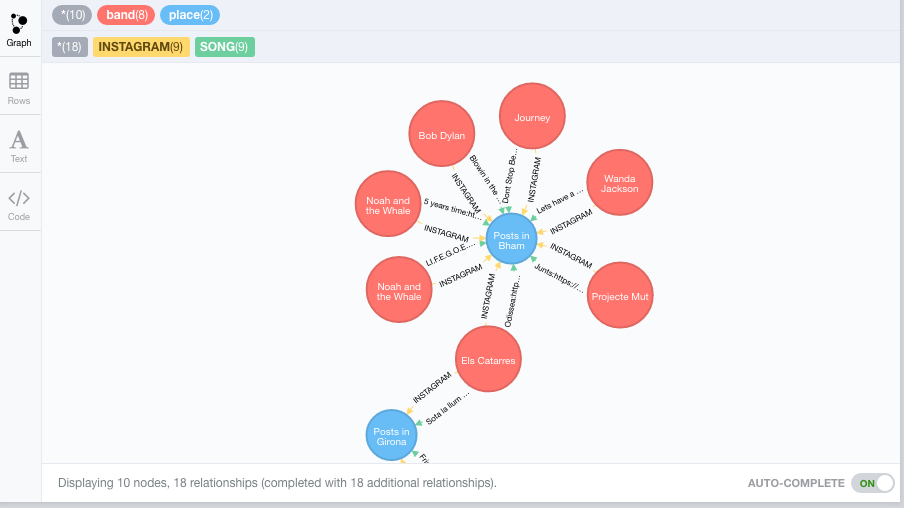 Graph
Rows
Text
Code
*(10)
band(8)
place(2)
*(18)
INSTAGRAM(9)
SONG(9)
Bob Dylan
Journey
Wanda
Jackson
Noah and
the Whale
Noah and
the Whale
Projecte Mut
Posts in
Bham
Els Catarres
Posts in
Girona
Blowin in the ...
INSTAGRAM
Dont Stop Be...
INSTAGRAM
Lets have a ...
INSTAGRAM
5 years time:ht...
INSTAGRAM
L.I.F.E.G.O.E....
INSTAGRAM
INSTAGRAM
Junts:https://...
INSTAGRAM
Odissea:http...
INSTAGRAM
Sota la llum ...
Displaying 10 nodes, 18 relationships (completed with 18 additional relationships).
AUTO-COMPLETE
ON